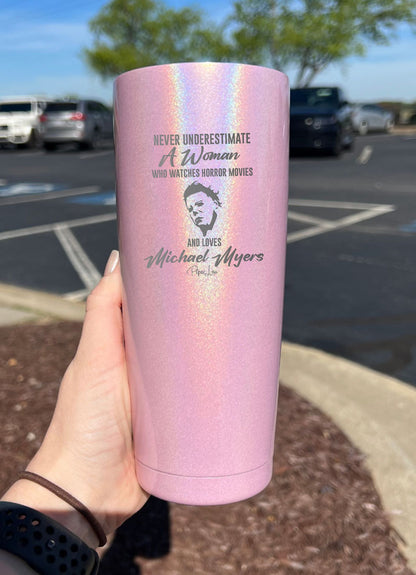 NEVER UNDERESTIMATE
A Woman
WHO WATCHES HORROR MOVIES
AND LOVES
Michael Myers